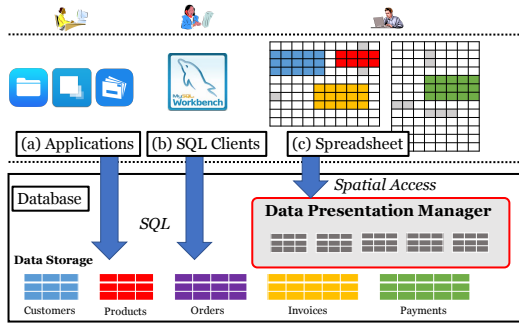 MySQL
Workbench
(a) Applications
(b) SQL Clients
(c) Spreadsheet
Spatial Access
Database
SQL
Data Presentation Manager
Data Storage
Customers
Products
Orders
Invoices
Payments